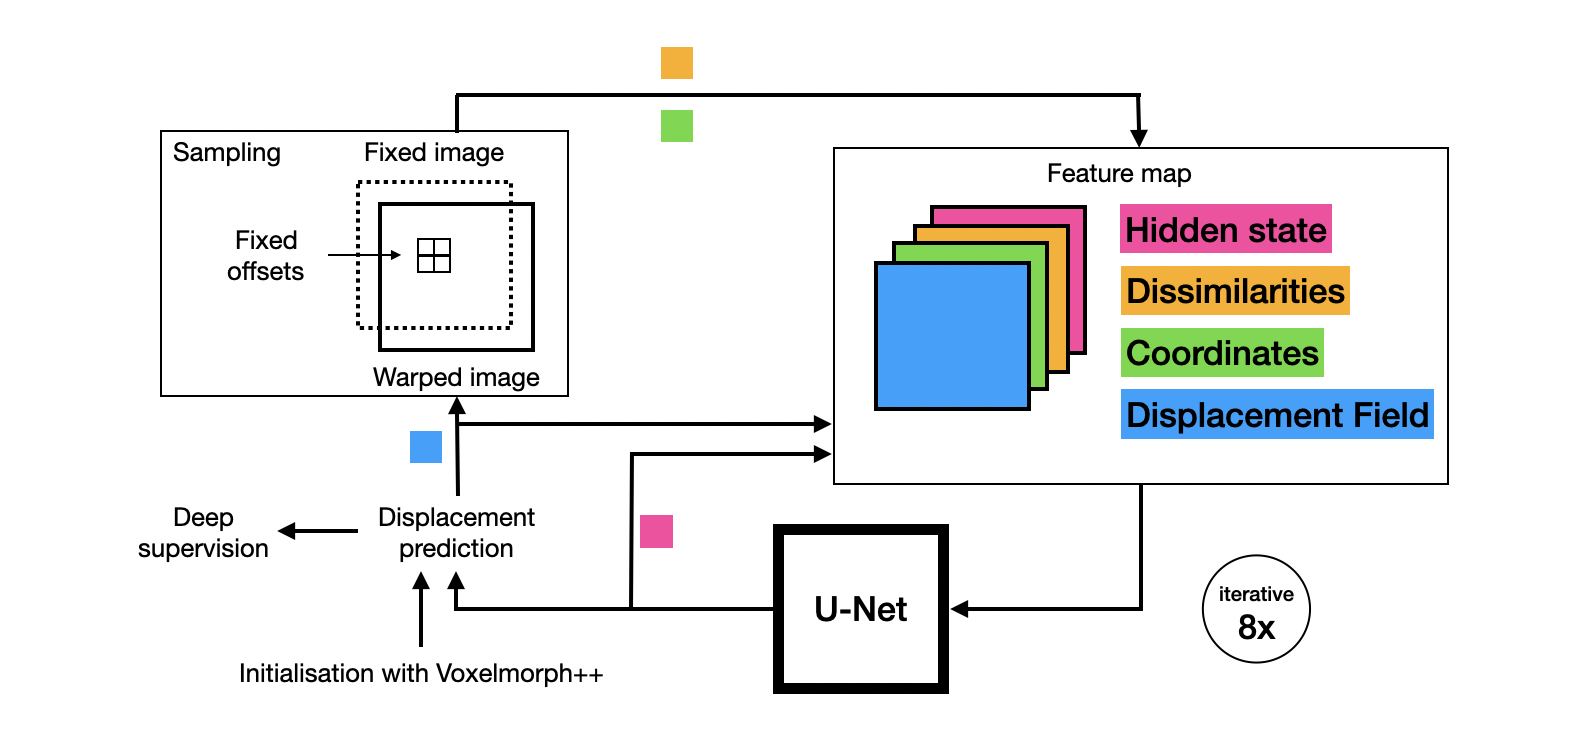 Sampling
Fixed image
Fixed
offsets
Warped image
Feature map
Hidden state
Dissimilarities
Coordinates
Displacement Field
Deep
supervision
Displacement
prediction
U-Net
iterative
8x
Initialisation with Voxelmorph++